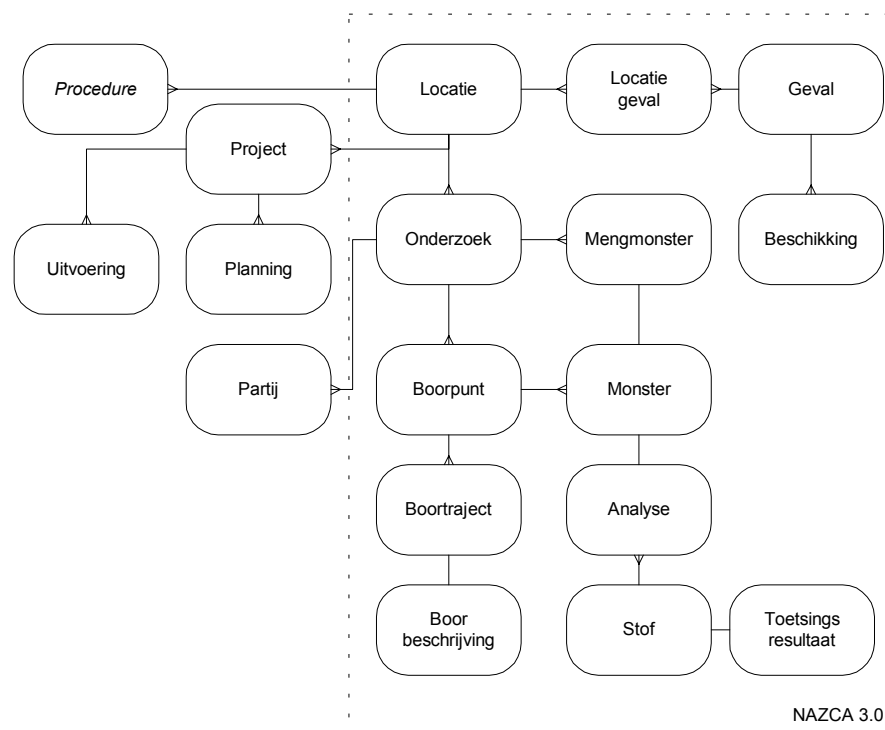 Procedure
Locatie
Locatie
geval
Geval
Project
Onderzoek
Mengmonster
Beschikking
Uitvoering
Planning
Partij
Boorpunt
Monster
Boortraject
Analyse
Boor
beschrijving
Stof
Toetsings
resultaat
NAZCA 3.0